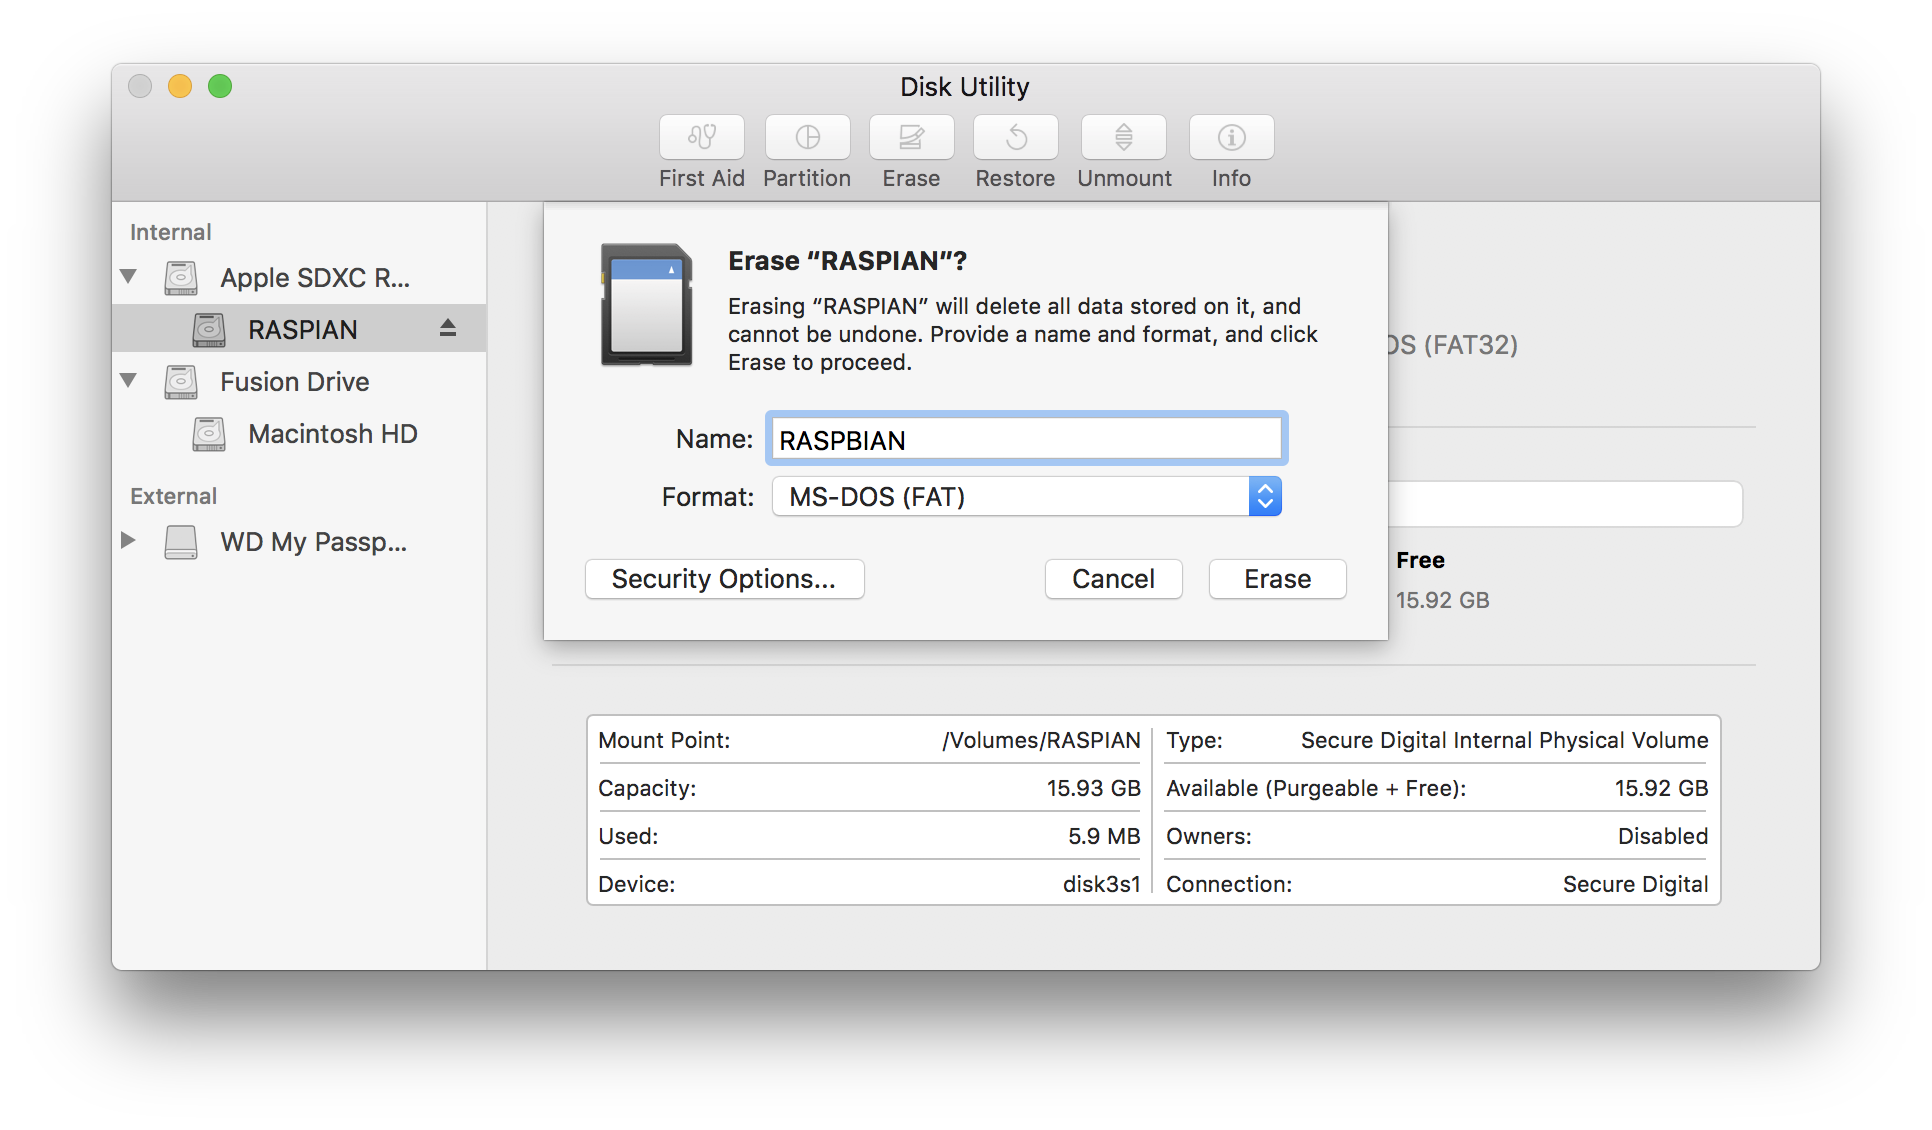 Disk Utility
First Aid Partition Erase Restore Unmount Info
Internal
Apple SDXC R...
RASPIAN
Fusion Drive
Macintosh HD
External
WD My Passp...
Erase “RASPIAN”?
Erasing “RASPIAN” will delete all data stored on it, and
cannot be undone. Provide a name and format, and click
Erase to proceed.
Name: RASPBIAN
Format: MS-DOS (FAT)
Security Options... Cancel Erase
OS (FAT32)
Free
15.92 GB
Mount Point: /Volumes/RASPIAN
Capacity: 15.93 GB
Used: 5.9 MB
Device: disk3s1
Type: Secure Digital Internal Physical Volume
Available (Purgeable + Free): 15.92 GB
Owners: Disabled
Connection: Secure Digital